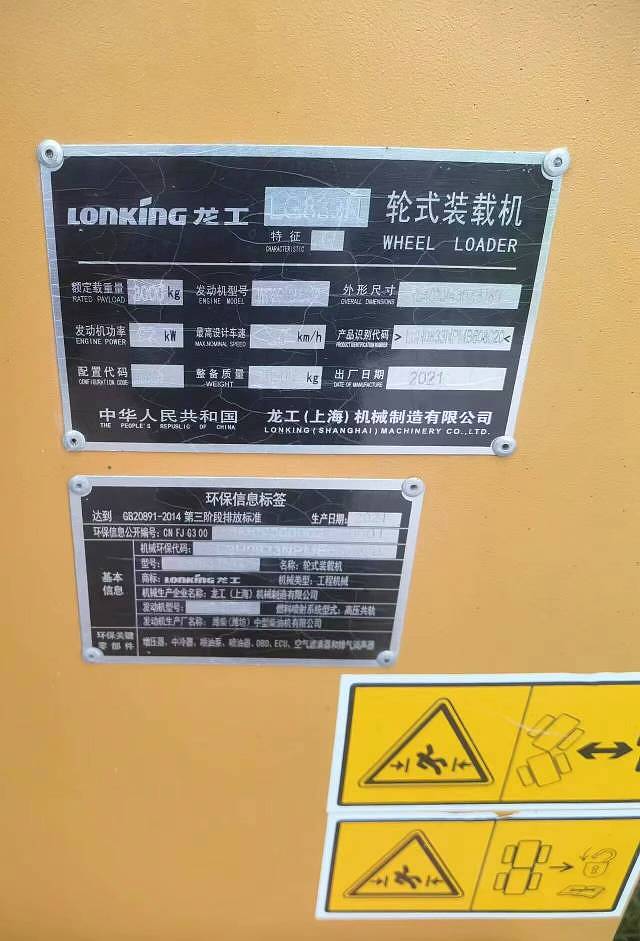 LONKING 龙工 轮式装载机
特征
CHARACTERISTIC
WHEEL LOADER
额定载重量 kg 发动机型号 外形尺寸
RATED PAYLOAD ENGINE MODEL OVERALL DIMENSIONS
发动机功率 kW 最高设计车速 km/h 产品识别代码
ENGINE POWER MAX.NOMINAL SPEED PRODUCT IDENTIFICATION NUMBER
配置代码 整备质量 kg 出厂日期 2021
CONFIGURATION CODE WEIGHT DATE OF MANUFACTURE
中华人民共和国 龙工(上海)机械制造有限公司
THE PEOPLE'S REPUBLIC OF CHINA LONKING(SHANGHAI)MACHINERY CO.,LTD.
环保信息标签
达到 GB20891-2014 第三阶段排放标准 生产日期:
环保信息公开编号: CN FJ G3 00
机械环保代码:
基本信息
型号: 名称: 轮式装载机
商标: LONKING 龙工 机械类型: 工程机械
机械生产企业名称: 龙工(上海)机械制造有限公司
发动机型号: 燃料喷射系统型式: 高压共轨
发动机生产厂名称: 潍柴(潍坊)中型柴油机有限公司
环保关键零部件
增压器、中冷器、喷油泵、喷油器、OBD、ECU、空气滤清器和排气消声器